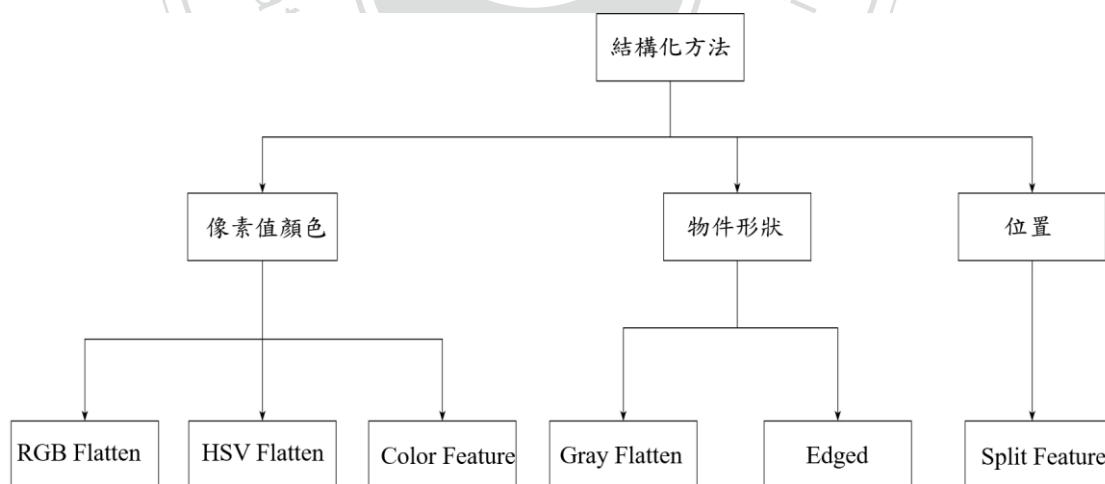 結構化方法
像素值顏色
物件形狀
位置
RGB Flatten
HSV Flatten
Color Feature
Gray Flatten
Edged
Split Feature